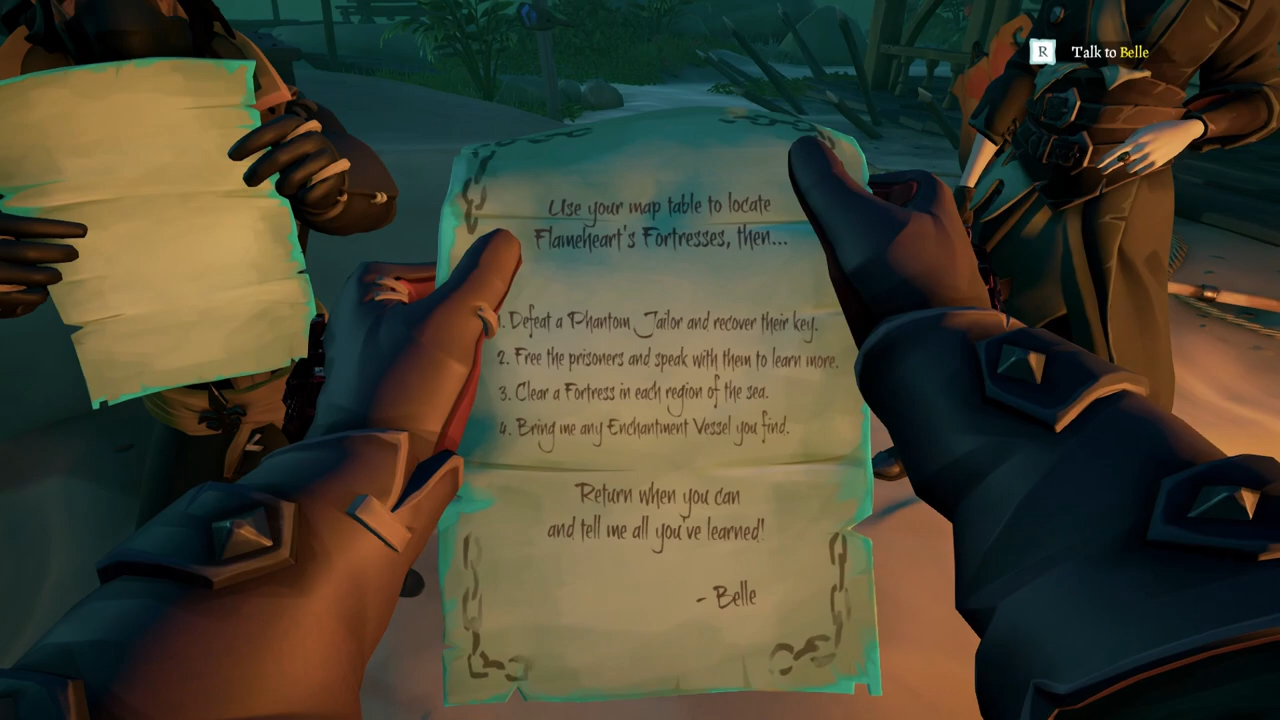 R Talk to Belle
Use your map table to locate
Flameheart's Fortresses, then...
1. Defeat a Phantom Jailor and recover their key.
2. Free the prisoners and speak with them to learn more.
3. Clear a Fortress in each region of the sea.
4. Bring me any Enchantment Vessel you find.
Return when you can
and tell me all you've learned!
- Belle